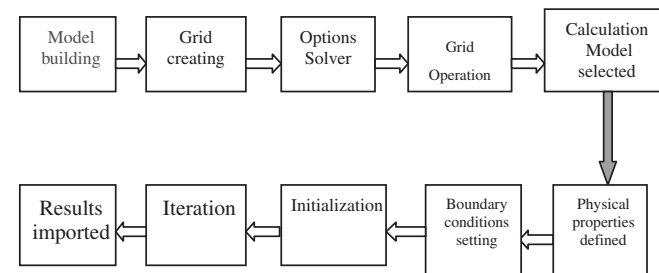 Model
building
Grid
creating
Options
Solver
Grid
Operation
Calculation
Model
selected
Physical
properties
defined
Boundary
conditions
setting
Initialization
Iteration
Results
imported